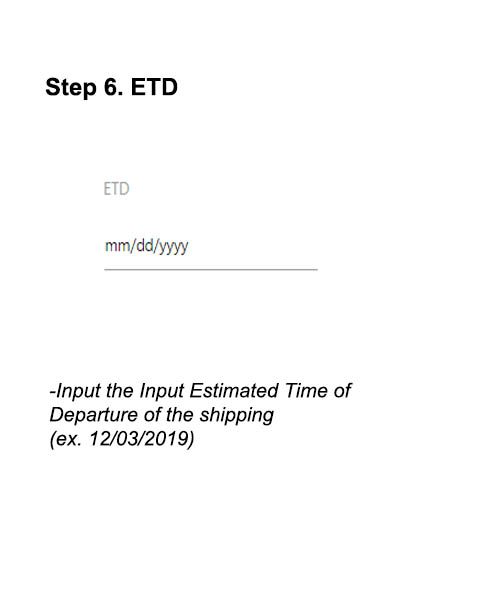 Step 6. ETD
ETD
mm/dd/yyyy
-Input the Input Estimated Time of
Departure of the shipping
(ex. 12/03/2019)